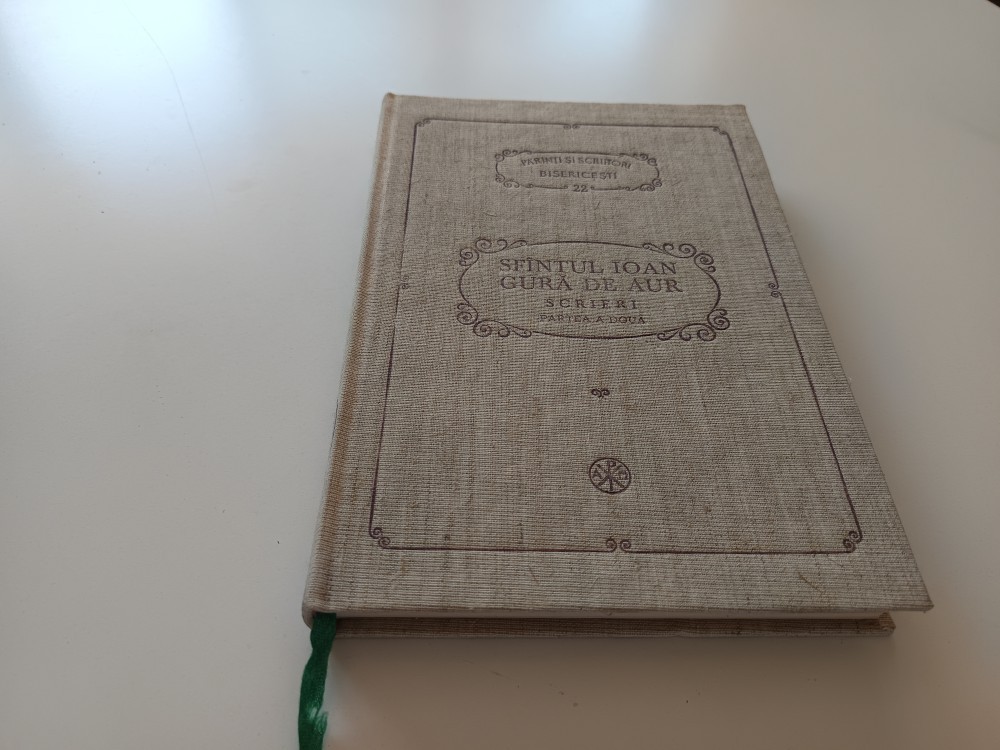 PĂRINȚI ȘI SCRIITORI
BISERICEȘTI
22
SFÎNTUL IOAN
GURĂ DE AUR
SCRIERI
PARTEA A DOUA